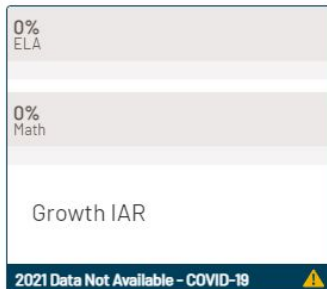 0%
ELA
0%
Math
Growth IAR
2021 Data Not Available - COVID-19